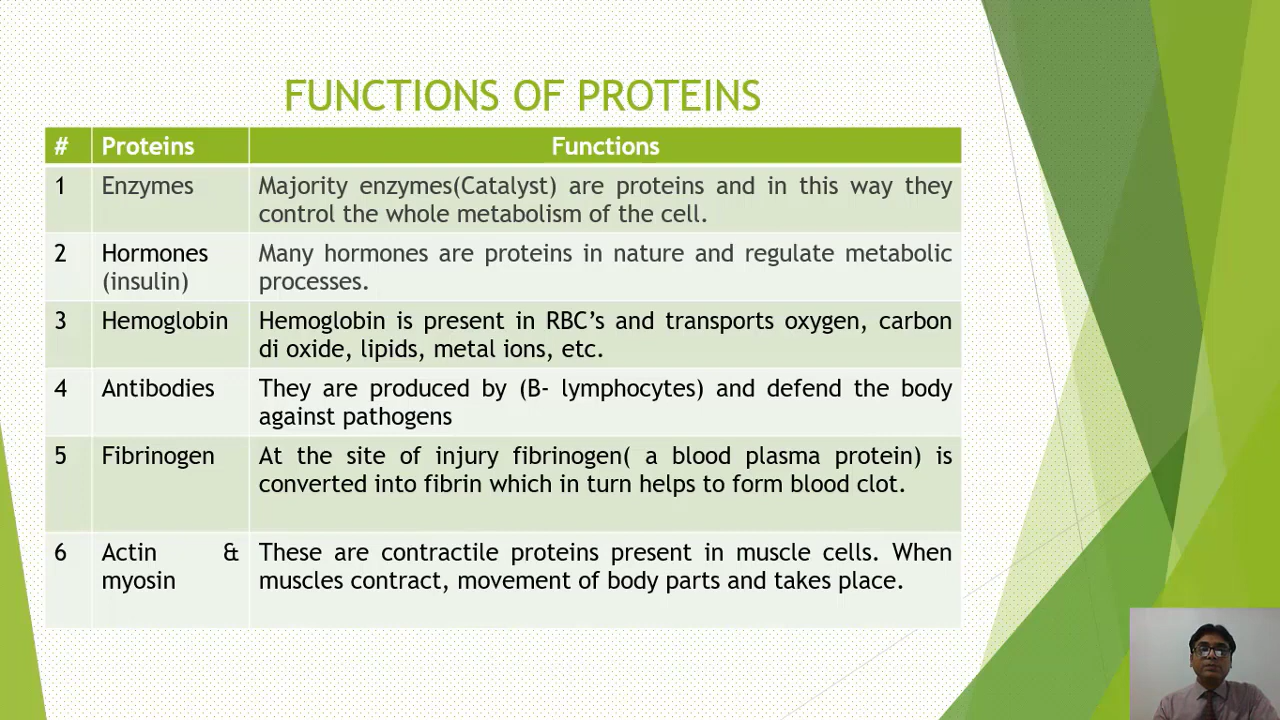 FUNCTIONS OF PROTEINS
# Proteins Functions
1 Enzymes Majority enzymes(Catalyst) are proteins and in this way they
control the whole metabolism of the cell.
2 Hormones Many hormones are proteins in nature and regulate metabolic
(insulin) processes.
3 Hemoglobin Hemoglobin is present in RBC’s and transports oxygen, carbon
di oxide, lipids, metal ions, etc.
4 Antibodies They are produced by (B- lymphocytes) and defend the body
against pathogens
5 Fibrinogen At the site of injury fibrinogen( a blood plasma protein) is
converted into fibrin which in turn helps to form blood clot.
6 Actin & These are contractile proteins present in muscle cells. When
myosin muscles contract, movement of body parts and takes place.